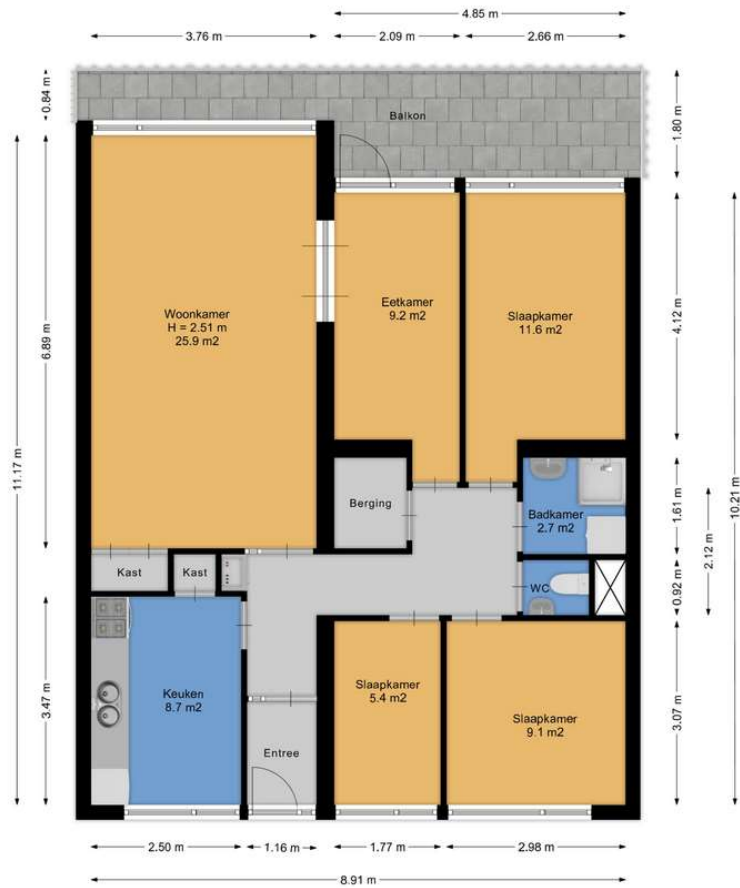 4.85 m
3.76 m
2.09 m
2.66 m
0.84 m
Balkon
1.80 m
Woonkamer
H = 2.51 m
25.9 m2
Eetkamer
9.2 m2
Slaapkamer
11.6 m2
6.89 m
4.12 m
11.17 m
10.21 m
Berging
Badkamer
2.7 m2
1.61 m
2.12 m
Kast
Kast
WC
0.92 m
Keuken
8.7 m2
Slaapkamer
5.4 m2
Slaapkamer
9.1 m2
3.47 m
3.07 m
Entree
2.50 m
1.16 m
1.77 m
2.98 m
8.91 m